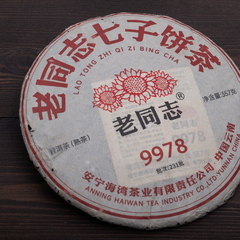 老同志七子饼茶
LAO TONG ZHI QI ZI BING CHA
净含量:357克
老同志®
普洱茶(熟茶)
9978
批次:231批
安宁海湾茶业有限责任公司·中国云南
ANNING HAIWAN TEA INDUSTRY CO.,LTD YUNNAN CHINA